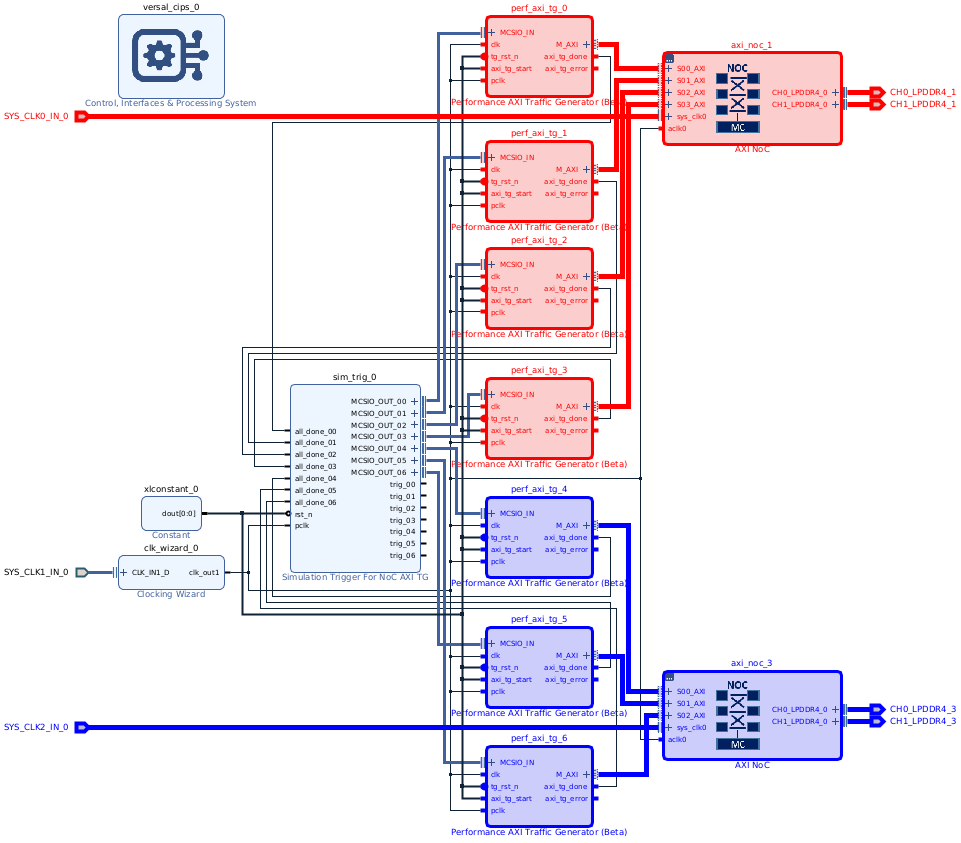 versal_cips_0
Control, Interfaces & Processing System
SYS_CLK0_IN_0
perf_axi_tg_0
MCSIO_IN
clk
tg_rst_n
axi_tg_start
pclk
M_AXI
axi_tg_done
axi_tg_error
Performance AXI Traffic Generator (Beta)
axi_noc_1
S00_AXI
S01_AXI
S02_AXI
S03_AXI
sys_clk0
aclk0
NOC
MC
CH0_LPDDR4_0
CH1_LPDDR4_0
AXI NoC
CH0_LPDDR4_1
CH1_LPDDR4_1
perf_axi_tg_1
MCSIO_IN
clk
tg_rst_n
axi_tg_start
pclk
M_AXI
axi_tg_done
axi_tg_error
Performance AXI Traffic Generator (Beta)
perf_axi_tg_2
MCSIO_IN
clk
tg_rst_n
axi_tg_start
pclk
M_AXI
axi_tg_done
axi_tg_error
Performance AXI Traffic Generator (Beta)
perf_axi_tg_3
MCSIO_IN
clk
tg_rst_n
axi_tg_start
pclk
M_AXI
axi_tg_done
axi_tg_error
Performance AXI Traffic Generator (Beta)
sim_trig_0
all_done_00
all_done_01
all_done_02
all_done_03
all_done_04
all_done_05
all_done_06
rst_n
pclk
MCSIO_OUT_00
MCSIO_OUT_01
MCSIO_OUT_02
MCSIO_OUT_03
MCSIO_OUT_04
MCSIO_OUT_05
MCSIO_OUT_06
trig_00
trig_01
trig_02
trig_03
trig_04
trig_05
trig_06
Simulation Trigger For NoC AXI TG
xlconstant_0
dout[0:0]
Constant
clk_wizard_0
SYS_CLK1_IN_0
CLK_IN1_D
clk_out1
Clocking Wizard
perf_axi_tg_4
MCSIO_IN
clk
tg_rst_n
axi_tg_start
pclk
M_AXI
axi_tg_done
axi_tg_error
Performance AXI Traffic Generator (Beta)
perf_axi_tg_5
MCSIO_IN
clk
tg_rst_n
axi_tg_start
pclk
M_AXI
axi_tg_done
axi_tg_error
Performance AXI Traffic Generator (Beta)
SYS_CLK2_IN_0
axi_noc_3
S00_AXI
S01_AXI
S02_AXI
sys_clk0
aclk0
NOC
MC
CH0_LPDDR4_0
CH1_LPDDR4_0
AXI NoC
CH0_LPDDR4_3
CH1_LPDDR4_3
perf_axi_tg_6
MCSIO_IN
clk
tg_rst_n
axi_tg_start
pclk
M_AXI
axi_tg_done
axi_tg_error
Performance AXI Traffic Generator (Beta)